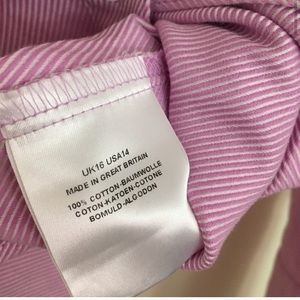 UK16 USA14
MADE IN GREAT BRITAIN
100% COTTON-BAUMWOLLE
COTON-KATOEN-COTONE
BOMULD-ALGODON